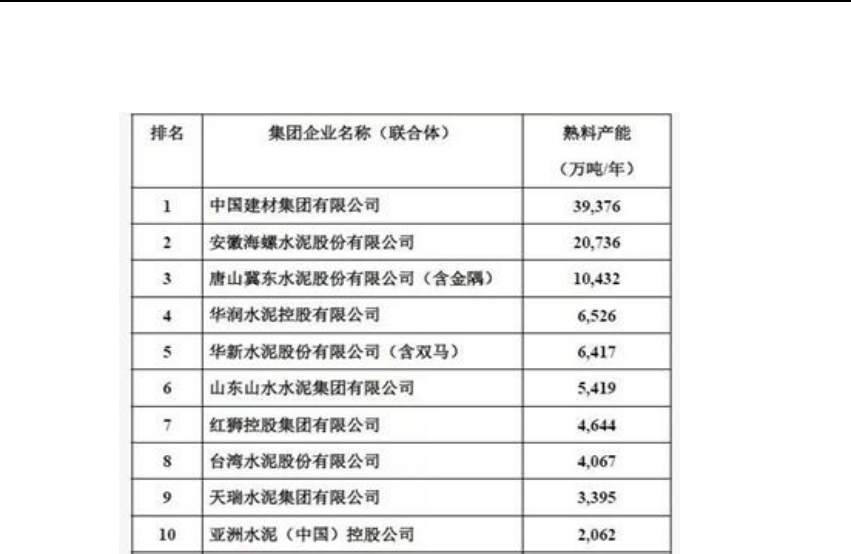 排名 集团企业名称（联合体） 熟料产能
（万吨/年）
1 中国建材集团有限公司 39,376
2 安徽海螺水泥股份有限公司 20,736
3 唐山冀东水泥股份有限公司（含金隅） 10,432
4 华润水泥控股有限公司 6,526
5 华新水泥股份有限公司（含双马） 6,417
6 山东山水水泥集团有限公司 5,419
7 红狮控股集团有限公司 4,644
8 台湾水泥股份有限公司 4,067
9 天瑞水泥集团有限公司 3,395
10 亚洲水泥（中国）控股公司 2,062